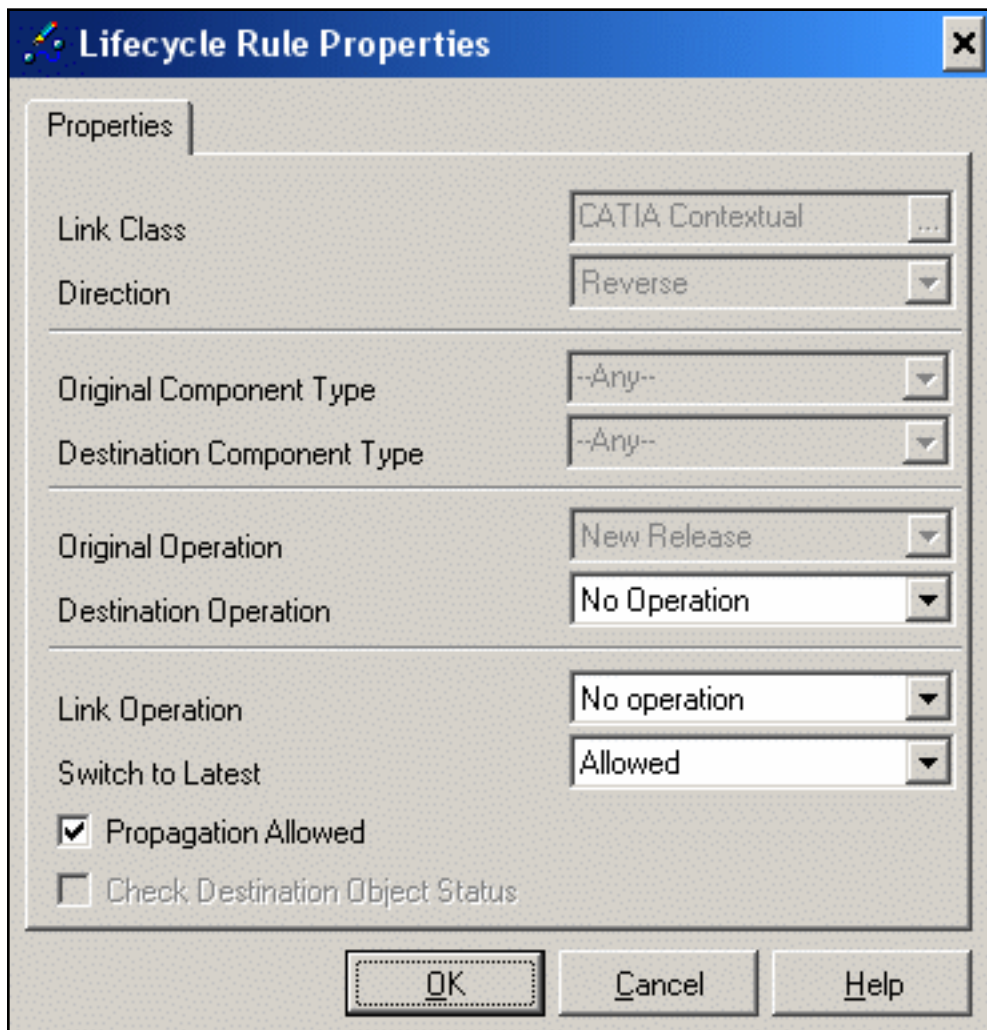 Lifecycle Rule Properties
Properties
Link Class CATIA Contextual ...
Direction Reverse
Original Component Type --Any--
Destination Component Type --Any--
Original Operation New Release
Destination Operation No Operation
Link Operation No operation
Switch to Latest Allowed
Propagation Allowed
Check Destination Object Status
OK Cancel Help